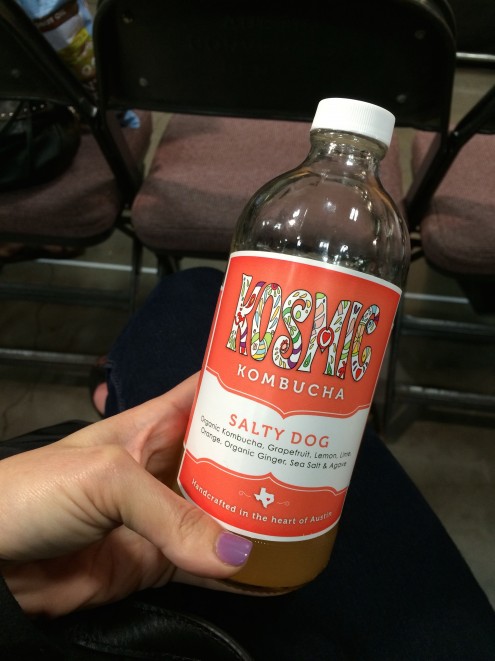 KOSMIC
KOMBUCHA
SALTY DOG
Organic Kombucha, Grapefruit, Lemon, Lime
Orange, Organic Ginger, Sea Salt & Agave
Handcrafted in the heart of Austin